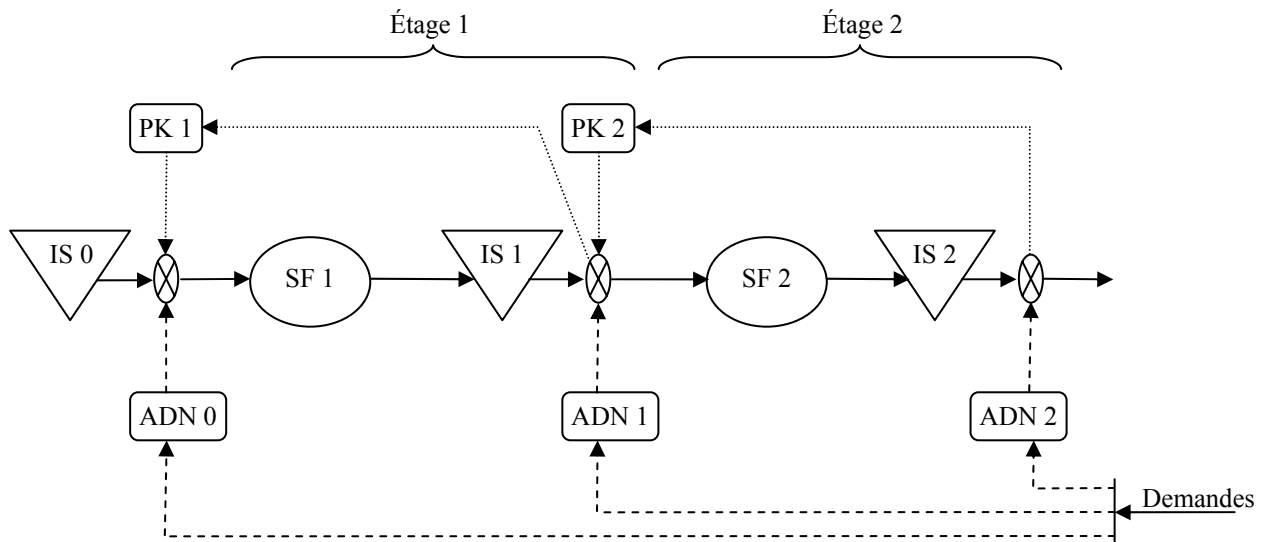 Étage 1
Étage 2
PK 1
PK 2
IS 0
SF 1
IS 1
SF 2
IS 2
ADN 0
ADN 1
ADN 2
Demandes